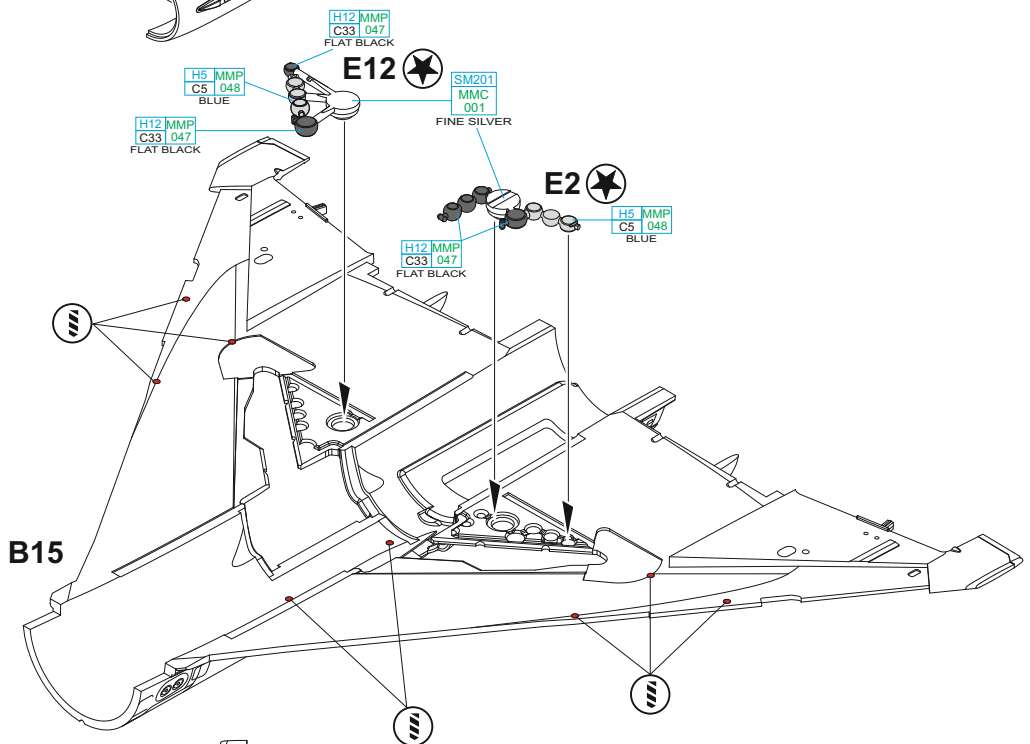 H12 MMP
C33 047
FLAT BLACK
E12
H5 MMP
C5 048
BLUE
SM201
MMC
001
FINE SILVER
H12 MMP
C33 047
FLAT BLACK
E2
H5 MMP
C5 048
BLUE
H12 MMP
C33 047
FLAT BLACK
B15